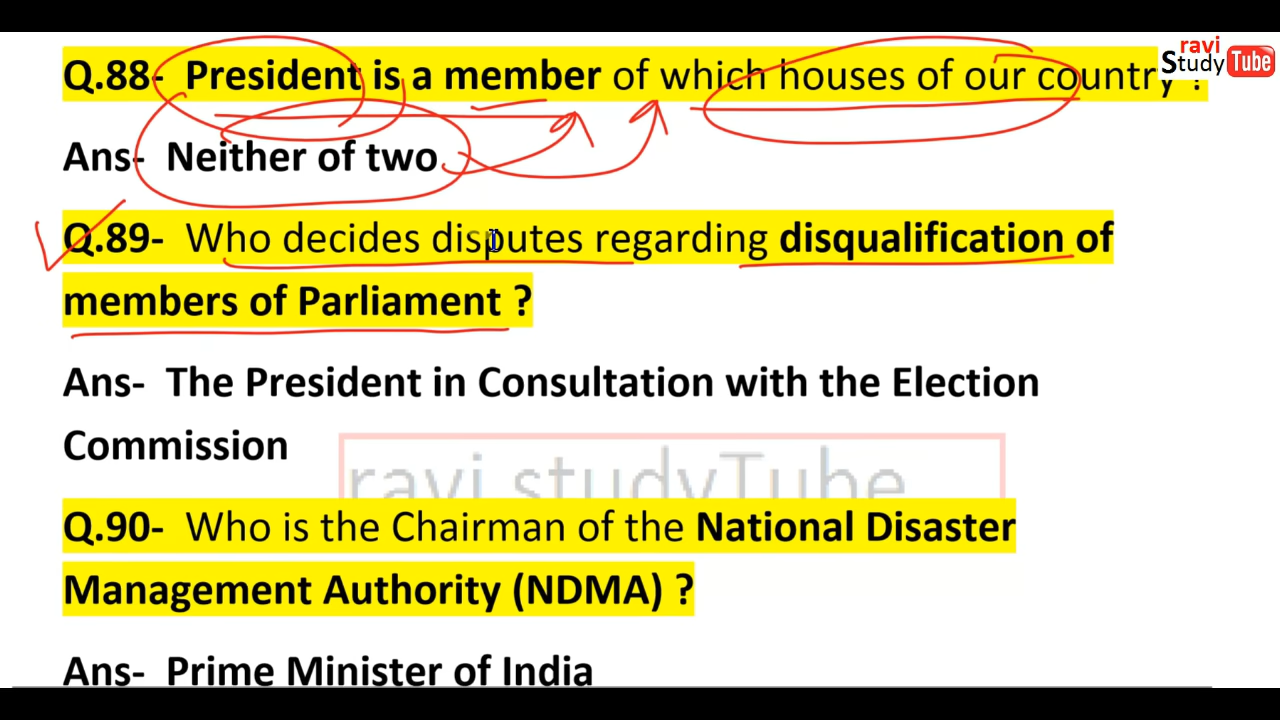 ravi
Study Tube
Q.88- President is a member of which houses of our country ?
Ans- Neither of two
Q.89- Who decides disputes regarding disqualification of
members of Parliament ?
Ans- The President in Consultation with the Election
Commission
ravi studyTube
Q.90- Who is the Chairman of the National Disaster
Management Authority (NDMA) ?
Ans- Prime Minister of India